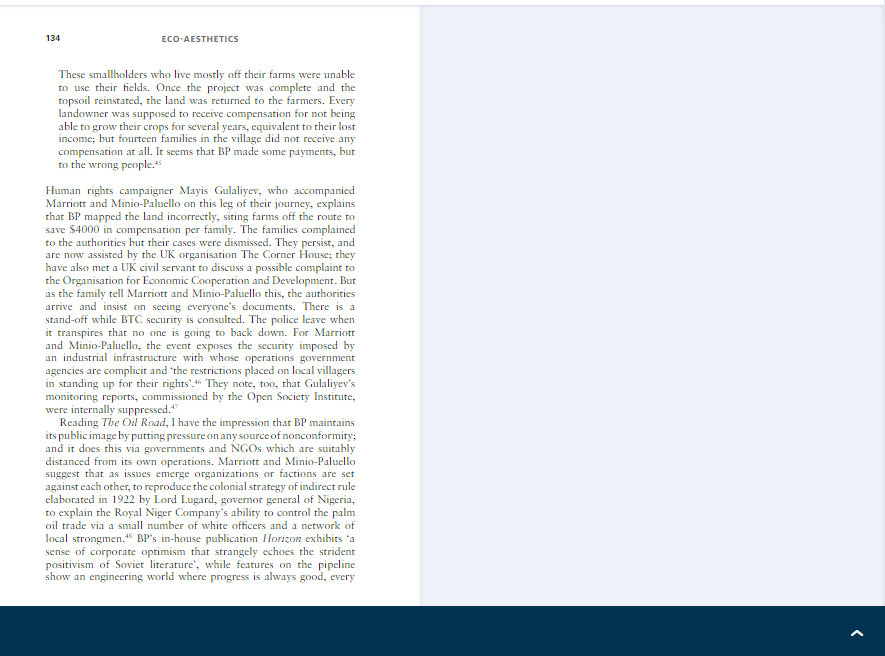 134
ECO-AESTHETICS
These smallholders who live mostly off their farms were unable
to use their fields. Once the project was complete and the
topsoil reinstated, the land was returned to the farmers. Every
landowner was supposed to receive compensation for not being
able to grow their crops for several years, equivalent to their lost
income; but fourteen families in the village did not receive any
compensation at all. It seems that BP made some payments, but
to the wrong people.45
Human rights campaigner Mayis Gulaliyev, who accompanied
Marriott and Minio-Paluello on this leg of their journey, explains
that BP mapped the land incorrectly, siting farms off the route to
save $4000 in compensation per family. The families complained
to the authorities but their cases were dismissed. They persist, and
are now assisted by the UK organisation The Corner House; they
have also met a UK civil servant to discuss a possible complaint to
the Organisation for Economic Cooperation and Development. But
as the family tell Marriott and Minio-Paluello this, the authorities
arrive and insist on seeing everyone's documents. There is a
stand-off while BTC security is consulted. The police leave when
it transpires that no one is going to back down. For Marriott
and Minio-Paluello, the event exposes the security imposed by
an industrial infrastructure with whose operations government
agencies are complicit and 'the restrictions placed on local villagers
in standing up for their rights'.46 They note, too, that Gulaliyev's
monitoring reports, commissioned by the Open Society Institute,
were internally suppressed.47
Reading The Oil Road, I have the impression that BP maintains
its public image by putting pressure on any source of nonconformity;
and it does this via governments and NGOs which are suitably
distanced from its own operations. Marriott and Minio-Paluello
suggest that as issues emerge organizations or factions are set
against each other, to reproduce the colonial strategy of indirect rule
elaborated in 1922 by Lord Lugard, governor general of Nigeria,
to explain the Royal Niger Company's ability to control the palm
oil trade via a small number of white officers and a network of
local strongmen.48 BP's in-house publication Horizon exhibits 'a
sense of corporate optimism that strangely echoes the strident
positivism of Soviet literature', while features on the pipeline
show an engineering world where progress is always good, every